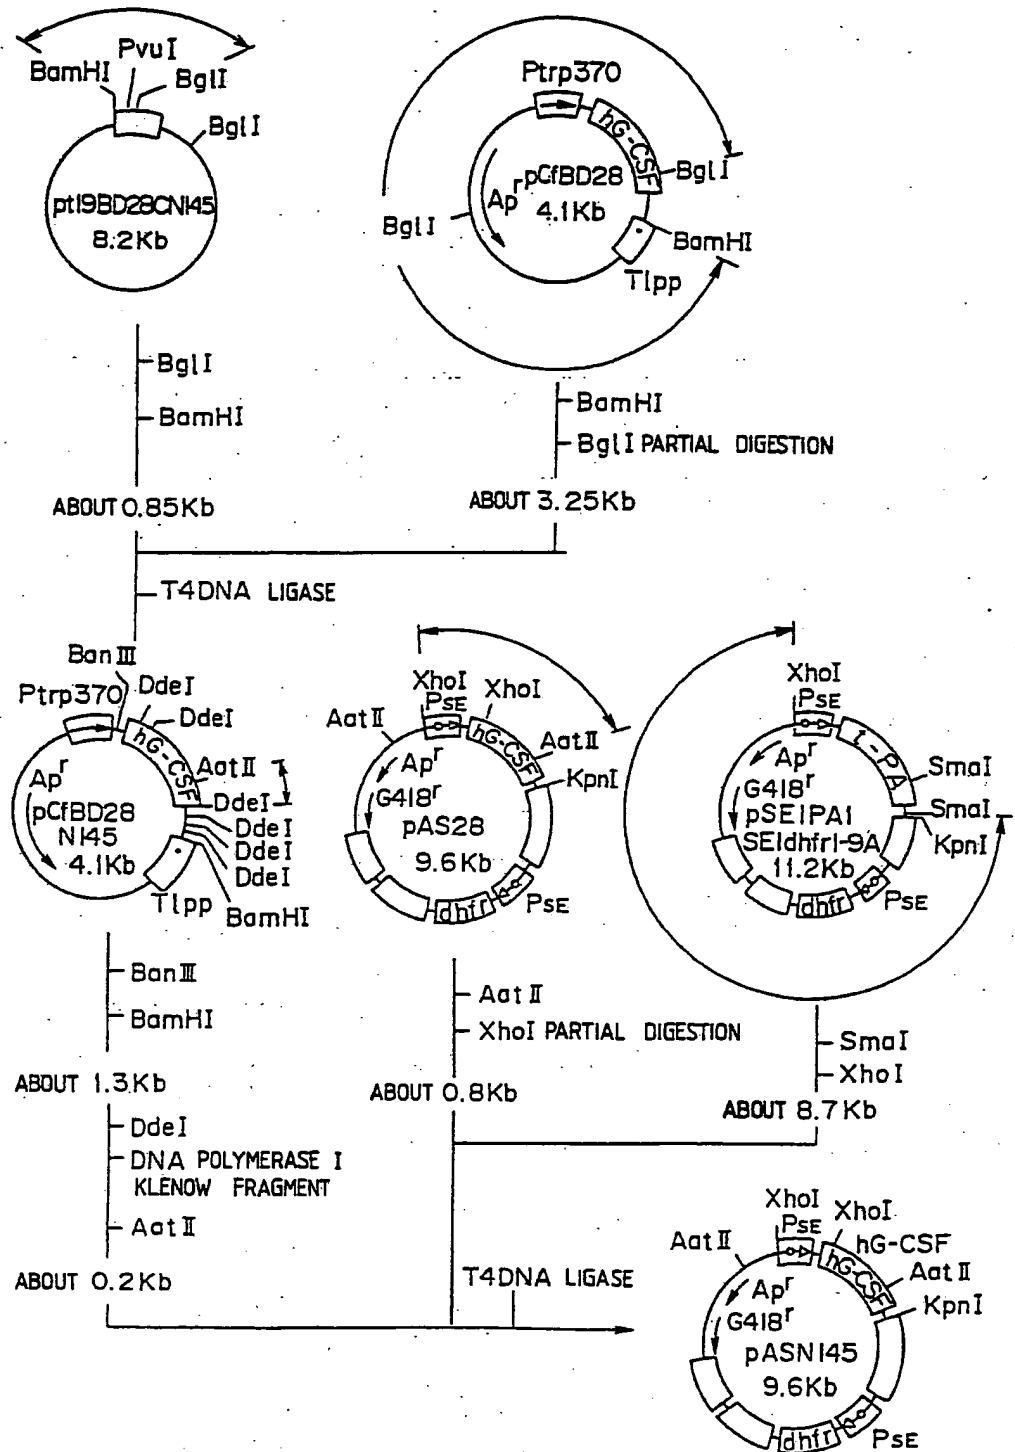 PvuI
BamHI
BglI
BglI
pt19BD28CN145
8.2Kb
BglI
BamHI
ABOUT 0.85Kb
Ptrp370
hG-CSF
BglI
pCfBD28
4.1Kb
Apr
BglI
BamHI
Tlpp
BamHI
BglI PARTIAL DIGESTION
ABOUT 3.25Kb
T4DNA LIGASE
BanIII
Ptrp370
DdeI
DdeI
hG-CSF
AatII
Apr
DdeI
pCfBD28
N145
4.1Kb
DdeI
DdeI
DdeI
Tlpp
BamHI
BanIII
BamHI
ABOUT 1.3Kb
DdeI
DNA POLYMERASE I
KLENOW FRAGMENT
AatII
ABOUT 0.2Kb
XhoI
PSE
XhoI
AatII
hG-CSF
AatII
Apr
KpnI
G418r
pAS28
9.6Kb
dhfr
PSE
AatII
XhoI PARTIAL DIGESTION
ABOUT 0.8Kb
XhoI
PSE
t-PA
Apr
SmaI
G418r
pSE1PA1
SmaI
SE1dhfr1-9A
KpnI
11.2Kb
dhfr
PSE
SmaI
XhoI
ABOUT 8.7Kb
T4DNA LIGASE
XhoI
PSE
XhoI
AatII
hG-CSF
hG-CSF
AatII
Apr
KpnI
G418r
pASN145
9.6Kb
dhfr
PSE